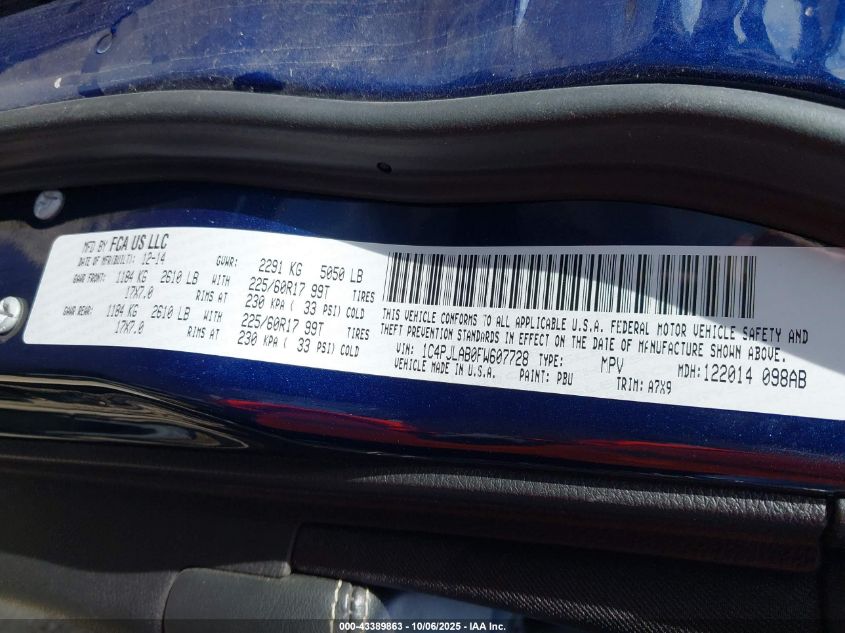 MFD BY FCA US LLC
DATE OF MFR(BUILT): 12-14 GVWR: 2291 KG 5050 LB
GAWR FRONT: 1184 KG 2610 LB WITH 225/60R17 99T TIRES
17X7.0 RIMS AT 230 KPA ( 33 PSI) COLD
GAWR REAR: 1184 KG 2610 LB WITH 225/60R17 99T TIRES
17X7.0 RIMS AT 230 KPA ( 33 PSI) COLD
THIS VEHICLE CONFORMS TO ALL APPLICABLE U.S.A. FEDERAL MOTOR VEHICLE SAFETY AND
THEFT PREVENTION STANDARDS IN EFFECT ON THE DATE OF MANUFACTURE SHOWN ABOVE.
VIN: 1C4PJLAB0FW607728 TYPE: MPV MDH: 122014 098AB
VEHICLE MADE IN U.S.A. PAINT: PBU TRIM: A7X9
000-43389863 - 10/06/2025 - IAA Inc.